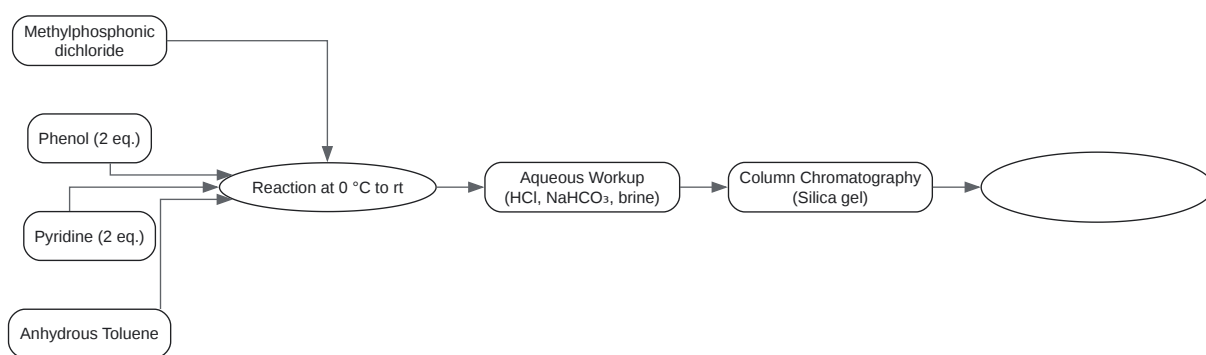 Methylphosphonic
dichloride
Phenol (2 eq.)
Pyridine (2 eq.)
Anhydrous Toluene
Reaction at 0 °C to rt
Aqueous Workup
(HCl, NaHCO₃, brine)
Column Chromatography
(Silica gel)